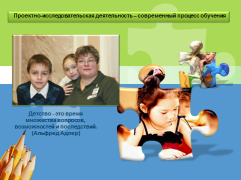 Проектно-исследовательская деятельность – современный процесс обучения
Детство - это время
множества вопросов,
возможностей и последствий.
(Альфред Адлер)